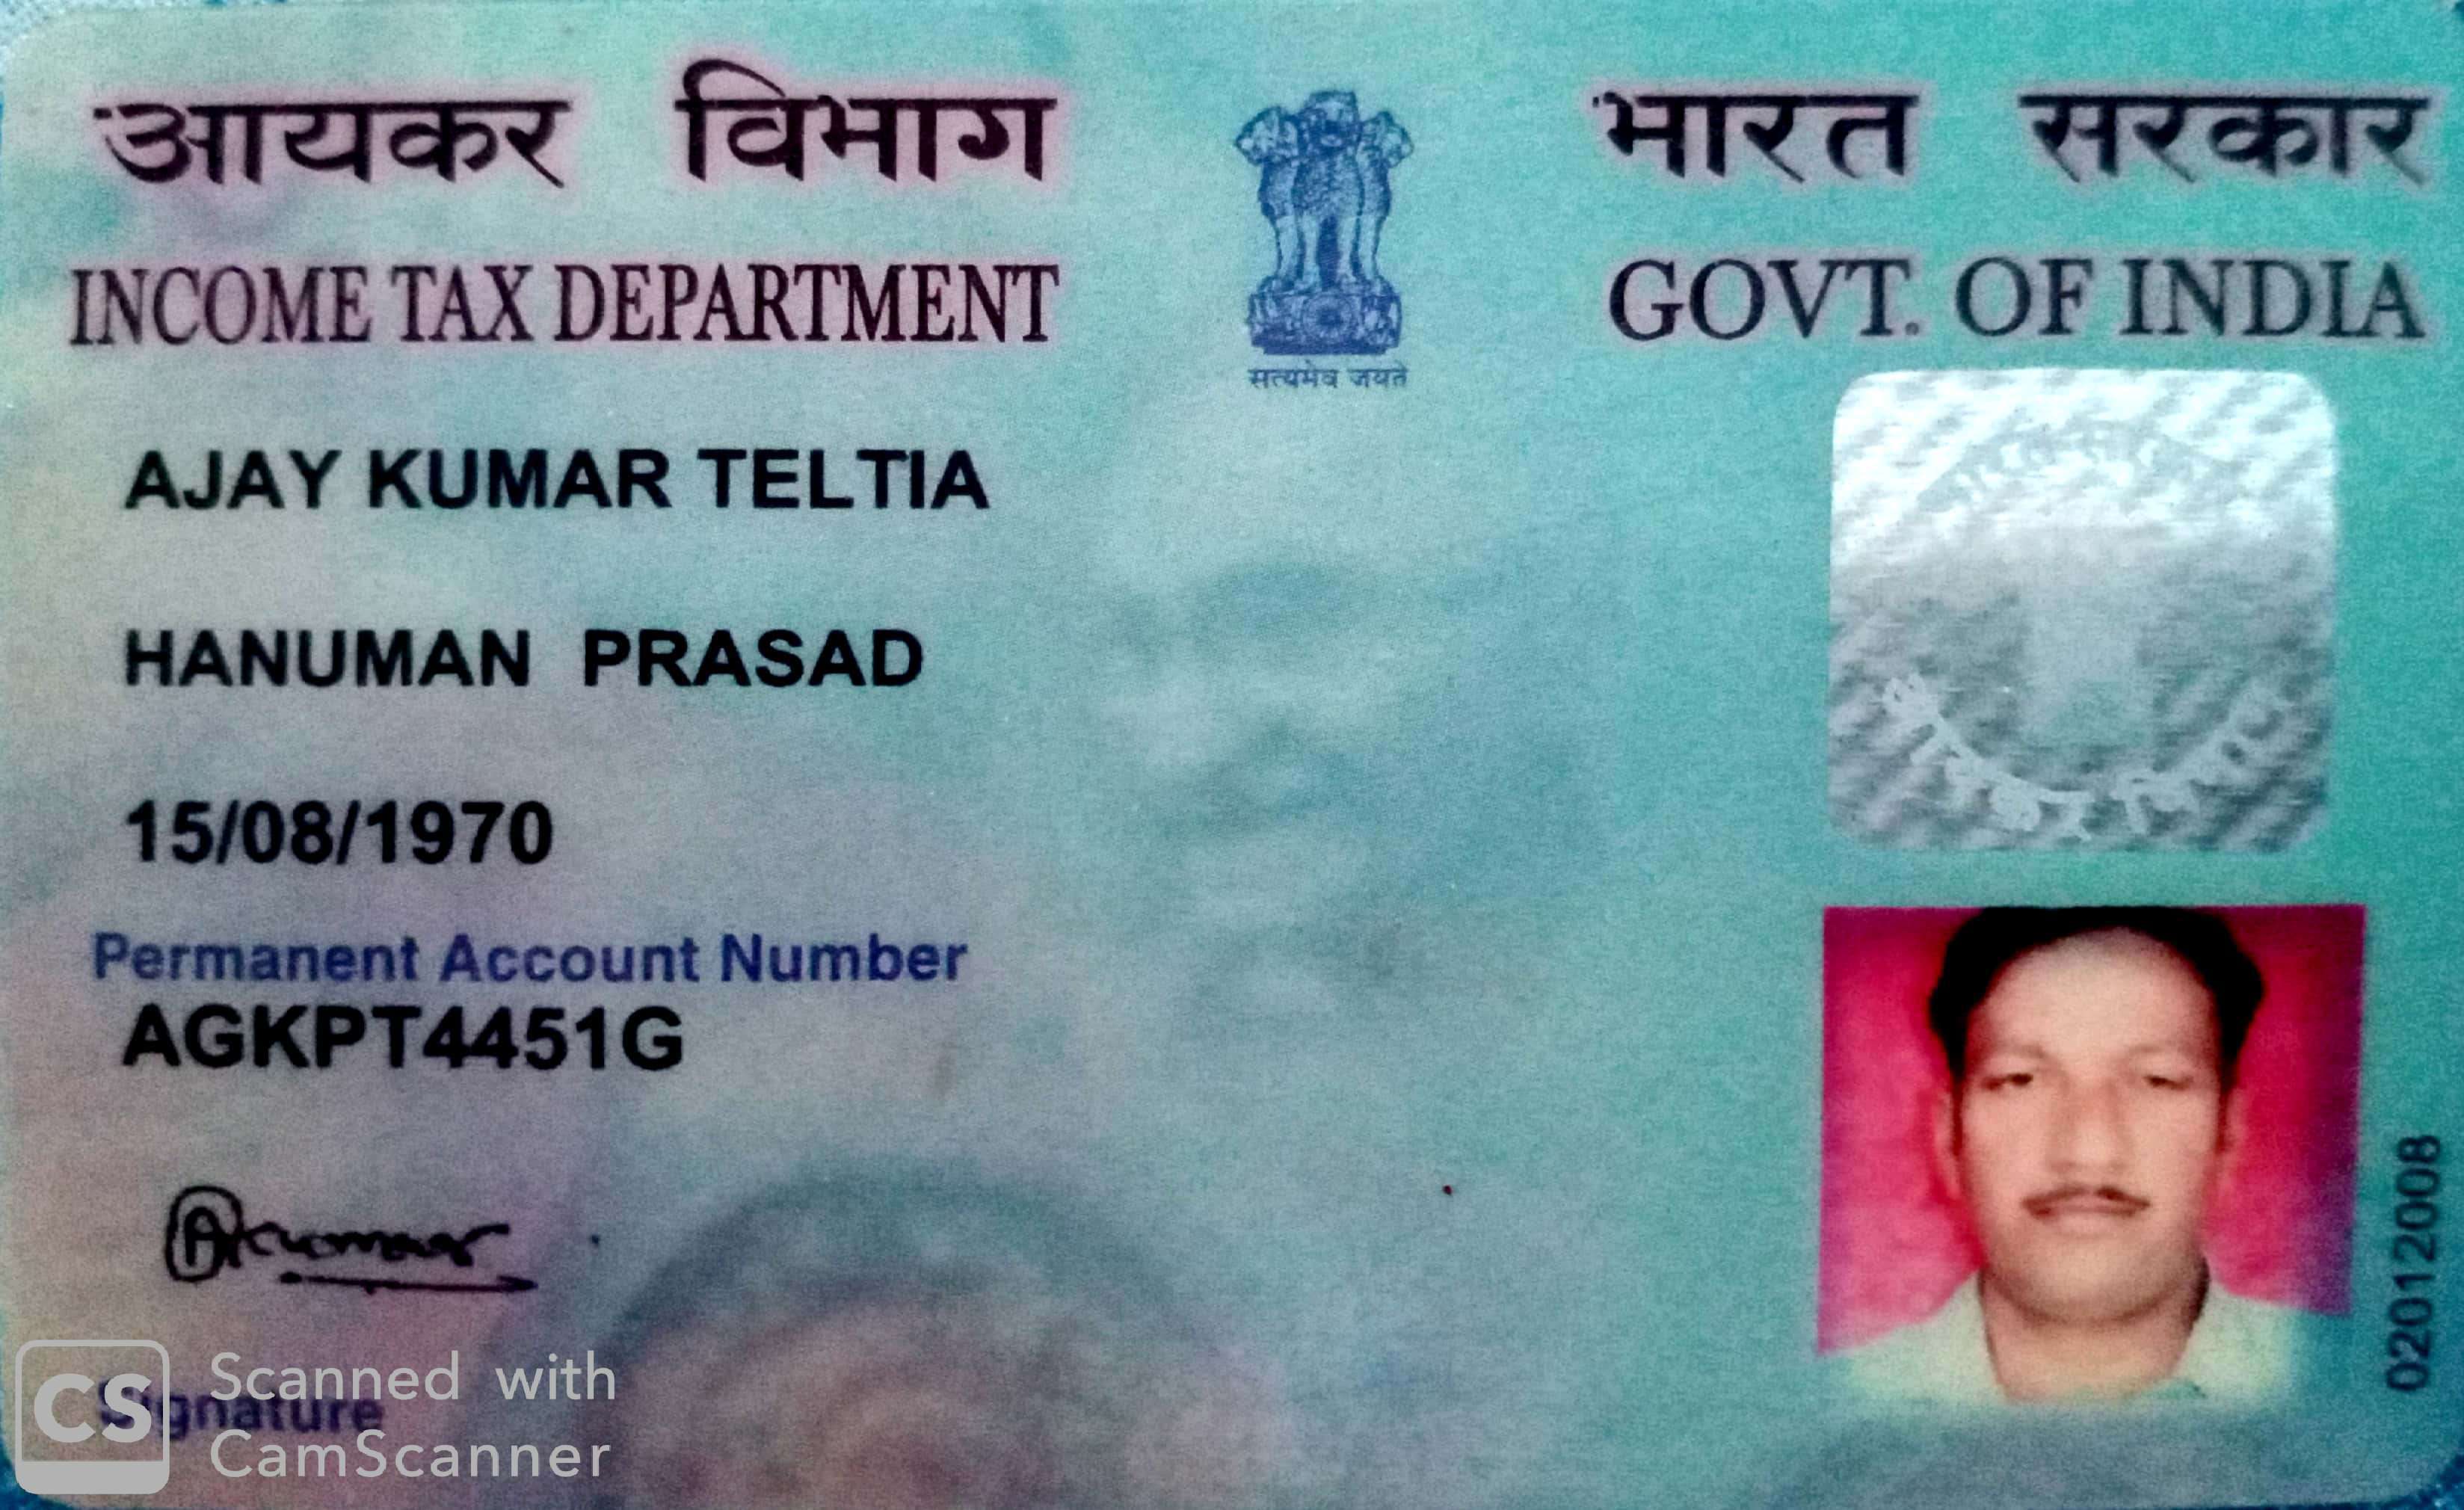 आयकर विभाग
INCOME TAX DEPARTMENT
सत्यमेव जयते
भारत सरकार
GOVT. OF INDIA
AJAY KUMAR TELTIA
HANUMAN PRASAD
15/08/1970
Permanent Account Number
AGKPT4451G
Signature
02012008
CS
Scanned with
CamScanner